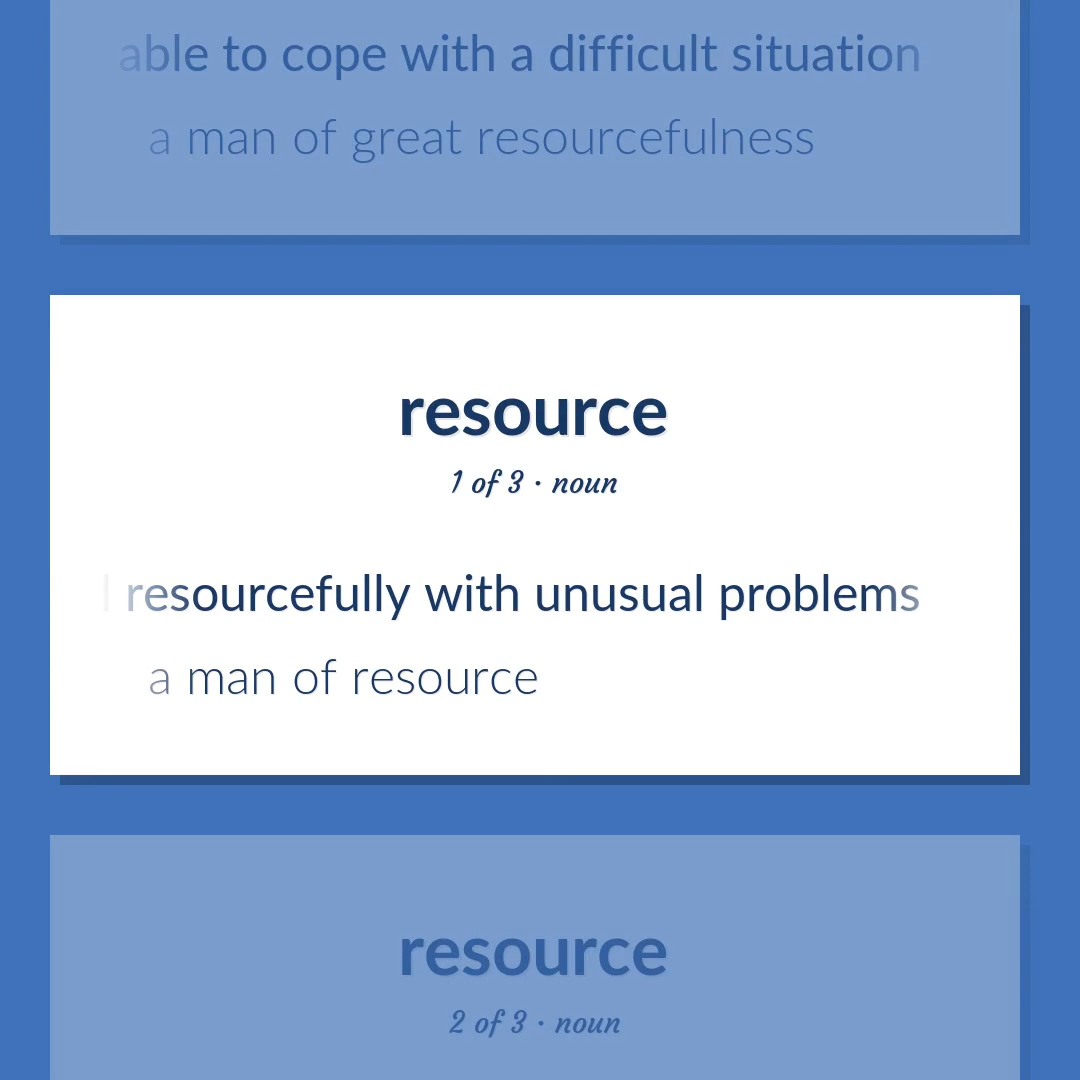 able to cope with a difficult situation
a man of great resourcefulness
resource
1 of 3 · noun
resourcefully with unusual problems
a man of resource
resource
2 of 3 · noun